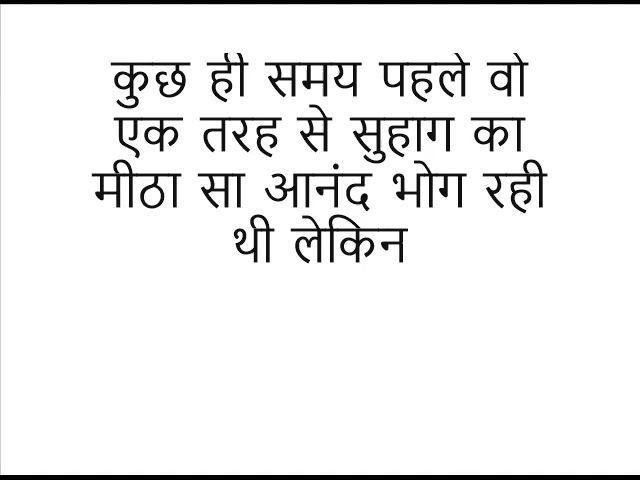 कुछ ही समय पहले वो
एक तरह से सुहाग का
मीठा सा आनंद भोग रही
थी लेकिन